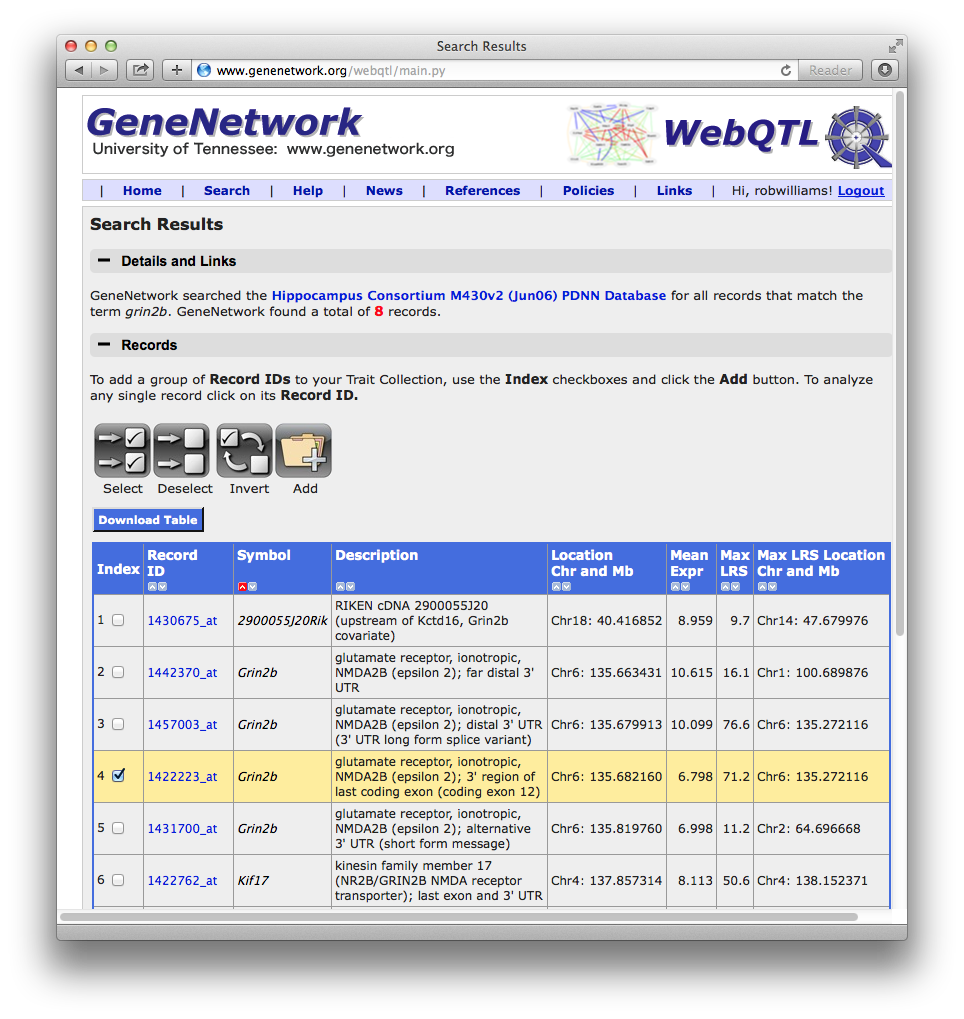 Search Results
www.genenetwork.org/webqtl/main.py
Reader
GeneNetwork
University of Tennessee: www.genenetwork.org
WebQTL
| Home | Search | Help | News | References | Policies | Links | Hi, robwilliams! Logout
Search Results
Details and Links
GeneNetwork searched the Hippocampus Consortium M430v2 (Jun06) PDNN Database for all records that match the
term grin2b. GeneNetwork found a total of 8 records.
Records
To add a group of Record IDs to your Trait Collection, use the Index checkboxes and click the Add button. To analyze
any single record click on its Record ID.
Select Deselect Invert Add
Download Table
Index
Record
ID
Symbol
Description
Location
Chr and Mb
Mean
Expr
Max
LRS
Max LRS Location
Chr and Mb
1
1430675_at
2900055J20Rik
RIKEN cDNA 2900055J20
(upstream of Kctd16, Grin2b
covariate)
Chr18: 40.416852
8.959
9.7
Chr14: 47.679976
2
1442370_at
Grin2b
glutamate receptor, ionotropic,
NMDA2B (epsilon 2); far distal 3'
UTR
Chr6: 135.663431
10.615
16.1
Chr1: 100.689876
3
1457003_at
Grin2b
glutamate receptor, ionotropic,
NMDA2B (epsilon 2); distal 3' UTR
(3' UTR long form splice variant)
Chr6: 135.679913
10.099
76.6
Chr6: 135.272116
4
1422223_at
Grin2b
glutamate receptor, ionotropic,
NMDA2B (epsilon 2); 3' region of
last coding exon (coding exon 12)
Chr6: 135.682160
6.798
71.2
Chr6: 135.272116
5
1431700_at
Grin2b
glutamate receptor, ionotropic,
NMDA2B (epsilon 2); alternative
3' UTR (short form message)
Chr6: 135.819760
6.998
11.2
Chr2: 64.696668
6
1422762_at
Kif17
kinesin family member 17
(NR2B/GRIN2B NMDA receptor
transporter); last exon and 3' UTR
Chr4: 137.857314
8.113
50.6
Chr4: 138.152371